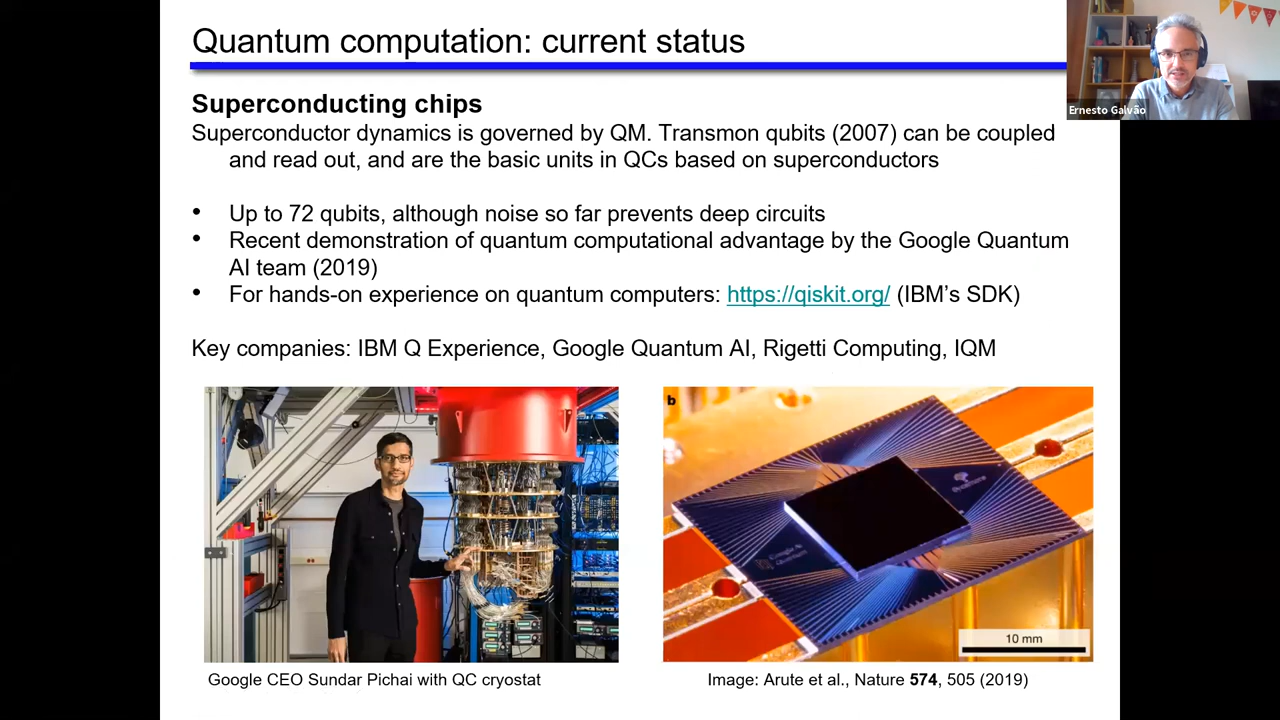 Quantum computation: current status
Ernesto Galvão
Superconducting chips
Superconductor dynamics is governed by QM. Transmon qubits (2007) can be coupled
and read out, and are the basic units in QCs based on superconductors
• Up to 72 qubits, although noise so far prevents deep circuits
• Recent demonstration of quantum computational advantage by the Google Quantum
AI team (2019)
• For hands-on experience on quantum computers: https://qiskit.org/ (IBM’s SDK)
Key companies: IBM Q Experience, Google Quantum AI, Rigetti Computing, IQM
b
10 mm
Google CEO Sundar Pichai with QC cryostat
Image: Arute et al., Nature 574, 505 (2019)